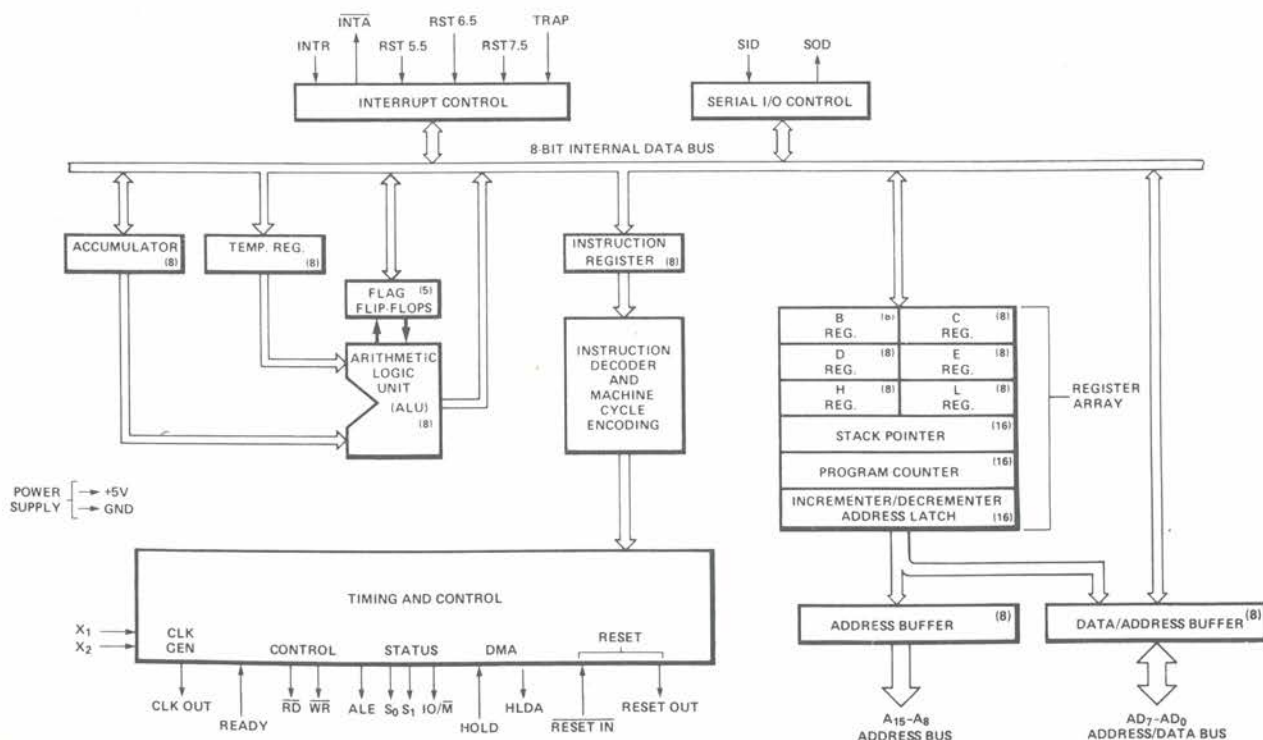 INTA
RST 6.5
TRAP
INTR
RST 5.5
RST 7.5
SID
SOD
INTERRUPT CONTROL
SERIAL I/O CONTROL
8-BIT INTERNAL DATA BUS
ACCUMULATOR
(8)
TEMP. REG.
(8)
INSTRUCTION
REGISTER (8)
FLAG (5)
FLIP-FLOPS
ARITHMETIC
LOGIC
UNIT
(ALU)
(8)
INSTRUCTION
DECODER
AND
MACHINE
CYCLE
ENCODING
B (8)
REG.
C (8)
REG.
D (8)
REG.
E (8)
REG.
H (8)
REG.
L (8)
REG.
STACK POINTER (16)
PROGRAM COUNTER (16)
INCREMENTER/DECREMENTER
ADDRESS LATCH (16)
REGISTER
ARRAY
POWER
SUPPLY
+5V
GND
TIMING AND CONTROL
X1
X2
CLK
GEN
CONTROL
STATUS
DMA
RESET
CLK OUT
READY
RD
WR
ALE
S0
S1
IO/M
HOLD
HLDA
RESET IN
RESET OUT
ADDRESS BUFFER (8)
DATA/ADDRESS BUFFER (8)
A15-A8
ADDRESS BUS
AD7-AD0
ADDRESS/DATA BUS